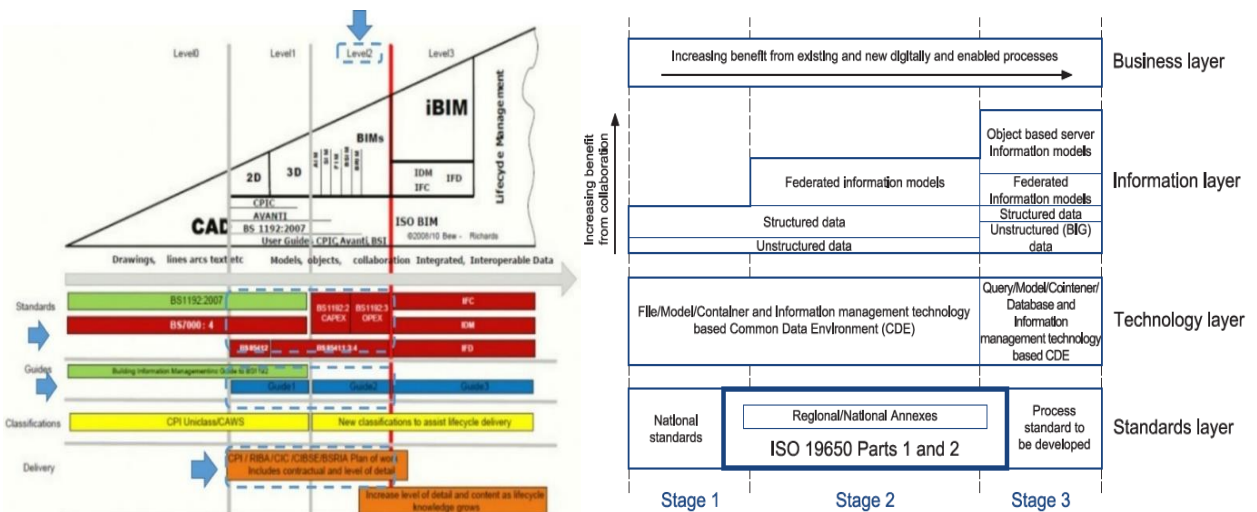 Level0
Level1
Level2
Level3
iBIM
BIMs
Lifecycle Management
2D
3D
IDM
IFC
IFD
CPIC
AVANTI
BS 1192:2007
CAD
ISO BIM
User Guides CPIC, Avanti, BSI
©2008/10 Bew - Richards
Drawings, lines arcs text etc
Models, objects, collaboration
Integrated, Interoperable Data
Standards
BS1192:2007
BS7000 : 4
BS1192:2
CAPEX
BS1192:3
OPEX
IFC
IDM
IFD
Guides
Guide1
Guide2
Guide3
Classifications
CPI Uniclass/CAWS
New classifications to assist lifecycle delivery
Delivery
CPI / RIBA / CIC /CIBSE/BSRIA Plan of work
Includes contractual and level of detail
Increase level of detail and content as lifecycle
knowledge grows
Increasing benefit from existing and new digitally and enabled processes
Business layer
Increasing benefit
from collaboration
Object based server
Information models
Federated information models
Federated
Information models
Structured data
Structured data
Unstructured data
Unstructured (BIG)
data
Information layer
File/Model/Container and Information management technology
based Common Data Environment (CDE)
Query/Model/Cointener/
Database and
Information
management technology
based CDE
Technology layer
National
standards
Regional/National Annexes
ISO 19650 Parts 1 and 2
Process
standard to
be developed
Standards layer
Stage 1
Stage 2
Stage 3